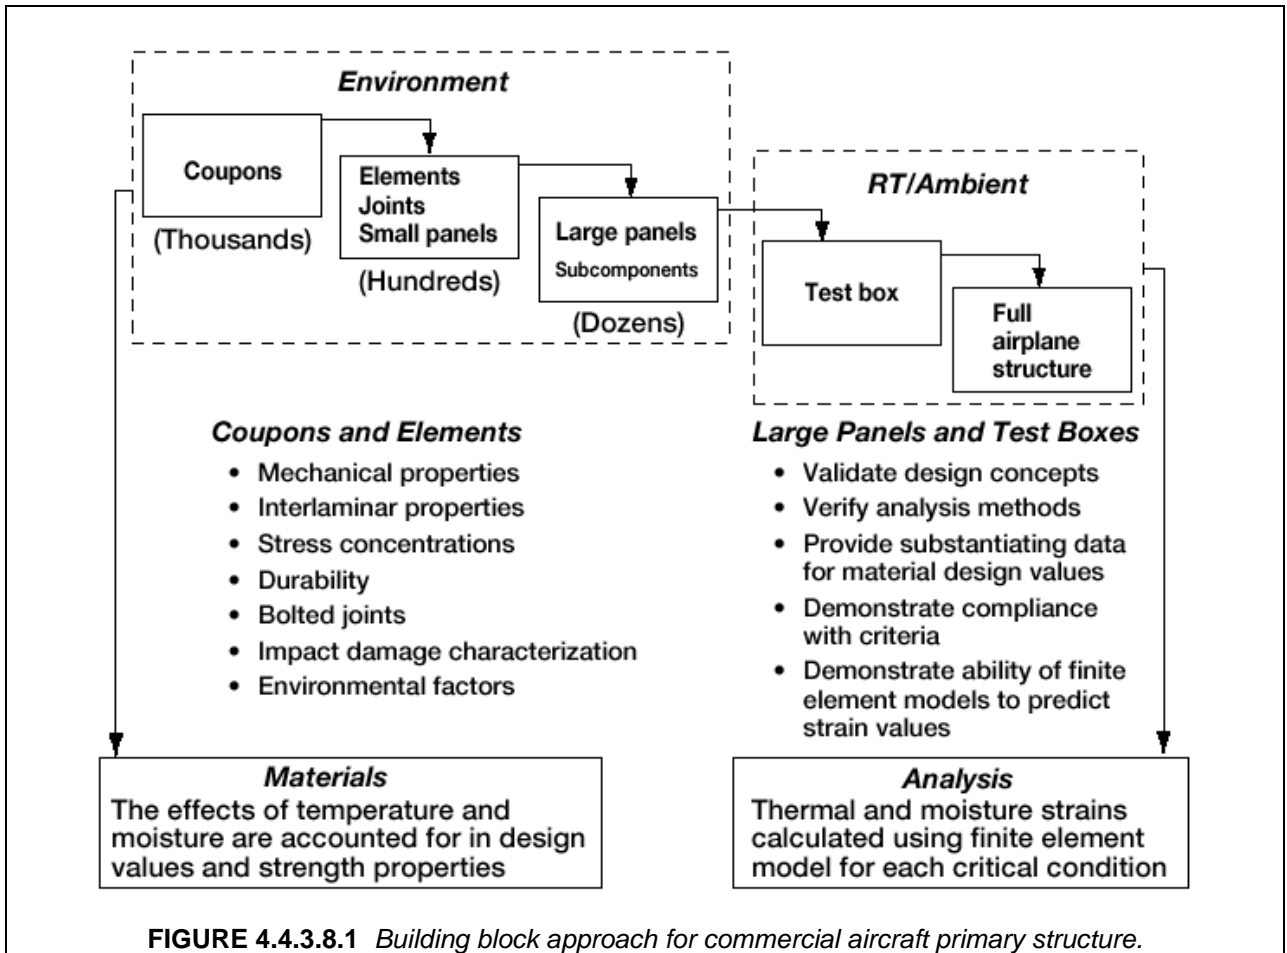 Environment
Coupons
(Thousands)
Elements
Joints
Small panels
(Hundreds)
Large panels
Subcomponents
(Dozens)
RT/Ambient
Test box
Full
airplane
structure
Coupons and Elements
• Mechanical properties
• Interlaminar properties
• Stress concentrations
• Durability
• Bolted joints
• Impact damage characterization
• Environmental factors
Large Panels and Test Boxes
• Validate design concepts
• Verify analysis methods
• Provide substantiating data
for material design values
• Demonstrate compliance
with criteria
• Demonstrate ability of finite
element models to predict
strain values
Materials
The effects of temperature and
moisture are accounted for in design
values and strength properties
Analysis
Thermal and moisture strains
calculated using finite element
model for each critical condition
FIGURE 4.4.3.8.1 Building block approach for commercial aircraft primary structure.